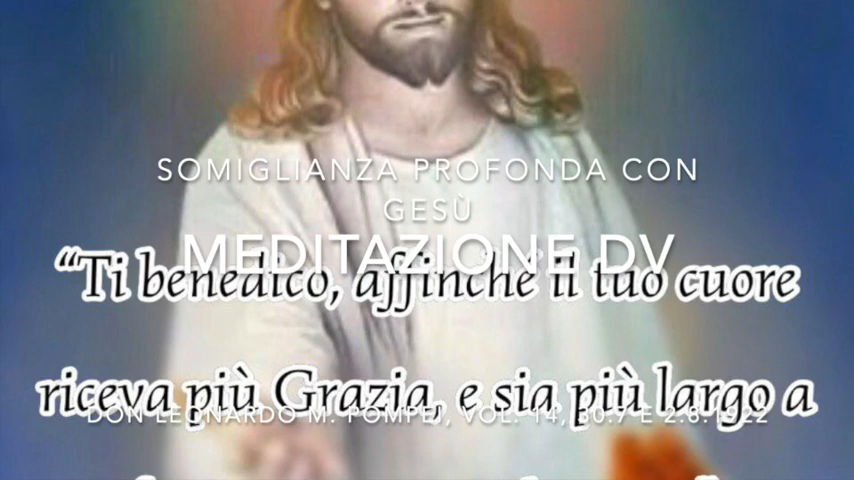 SOMIGLIANZA PROFONDA CON
GESÙ
MEDITAZIONE DV
“Ti benedico, affinché il tuo cuore
riceva più Grazia, e sia più largo a
DON LEONARDO M. POMPEI, VOL. 14, 30.7 E 2.8.1922